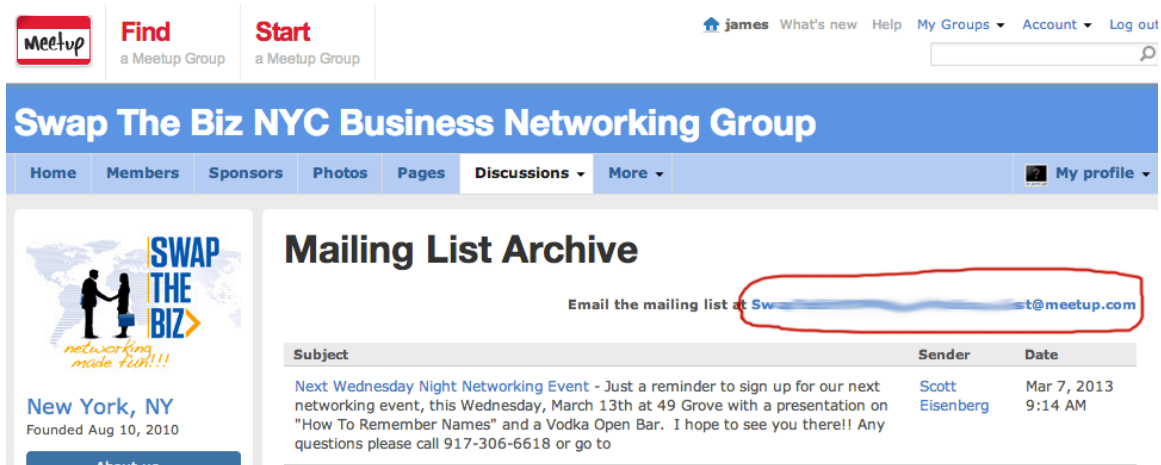 Meetup
Find
a Meetup Group
Start
a Meetup Group
james What's new Help My Groups Account Log out
Swap The Biz NYC Business Networking Group
Home Members Sponsors Photos Pages Discussions More My profile
SWAP
THE
BIZ
networking
made fun!!!
New York, NY
Founded Aug 10, 2010
About us
Mailing List Archive
Email the mailing list at Sw st@meetup.com
Subject Sender Date
Next Wednesday Night Networking Event - Just a reminder to sign up for our next
networking event, this Wednesday, March 13th at 49 Grove with a presentation on
"How To Remember Names" and a Vodka Open Bar. I hope to see you there!! Any
questions please call 917-306-6618 or go to
Scott
Eisenberg
Mar 7, 2013
9:14 AM